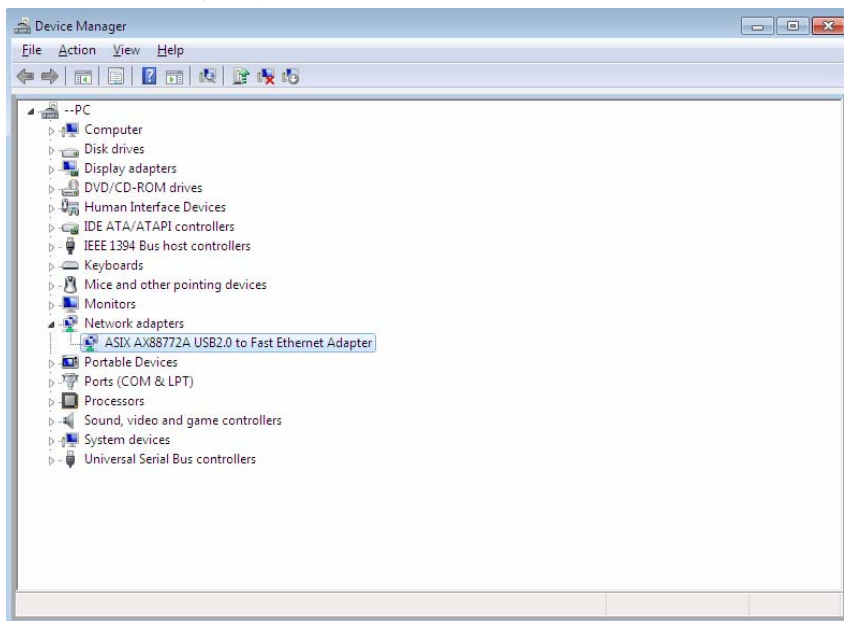 Device Manager
File Action View Help
--PC
Computer
Disk drives
Display adapters
DVD/CD-ROM drives
Human Interface Devices
IDE ATA/ATAPI controllers
IEEE 1394 Bus host controllers
Keyboards
Mice and other pointing devices
Monitors
Network adapters
ASIX AX88772A USB2.0 to Fast Ethernet Adapter
Portable Devices
Ports (COM & LPT)
Processors
Sound, video and game controllers
System devices
Universal Serial Bus controllers